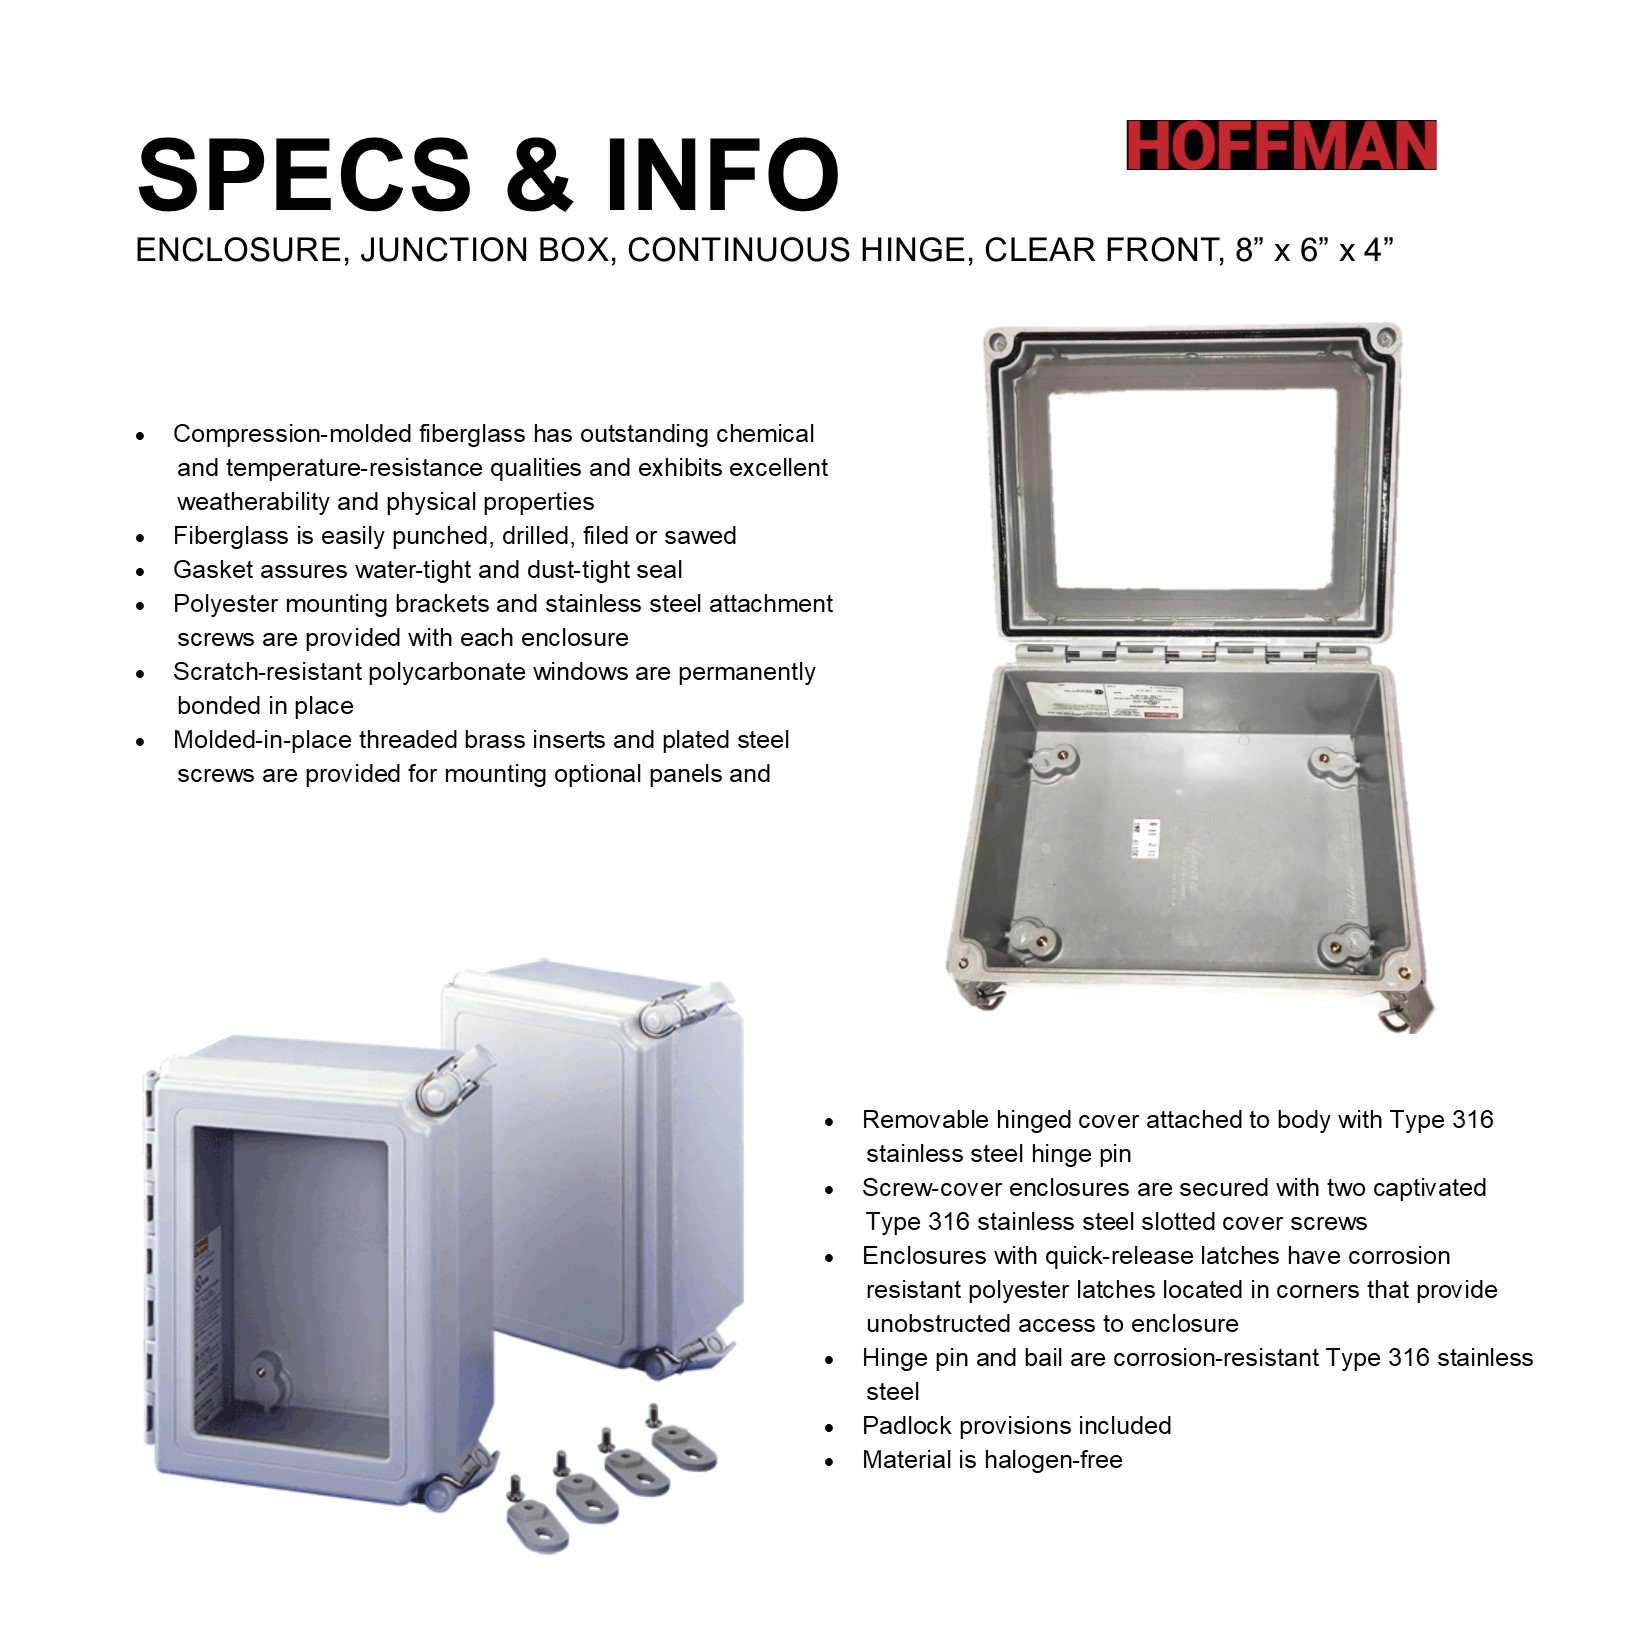 SPECS & INFO
HOFFMAN
ENCLOSURE, JUNCTION BOX, CONTINUOUS HINGE, CLEAR FRONT, 8” x 6” x 4”
• Compression-molded fiberglass has outstanding chemical
and temperature-resistance qualities and exhibits excellent
weatherability and physical properties
• Fiberglass is easily punched, drilled, filed or sawed
• Gasket assures water-tight and dust-tight seal
• Polyester mounting brackets and stainless steel attachment
screws are provided with each enclosure
• Scratch-resistant polycarbonate windows are permanently
bonded in place
• Molded-in-place threaded brass inserts and plated steel
screws are provided for mounting optional panels and
• Removable hinged cover attached to body with Type 316
stainless steel hinge pin
• Screw-cover enclosures are secured with two captivated
Type 316 stainless steel slotted cover screws
• Enclosures with quick-release latches have corrosion
resistant polyester latches located in corners that provide
unobstructed access to enclosure
• Hinge pin and bail are corrosion-resistant Type 316 stainless
steel
• Padlock provisions included
• Material is halogen-free